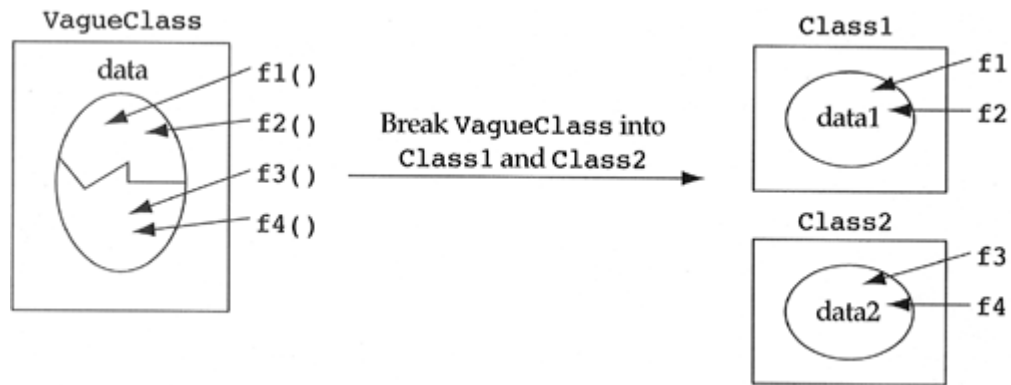 VagueClass
data
f1()
f2()
f3()
f4()
Break VagueClass into
Class1 and Class2
Class1
data1
f1
f2
Class2
data2
f3
f4